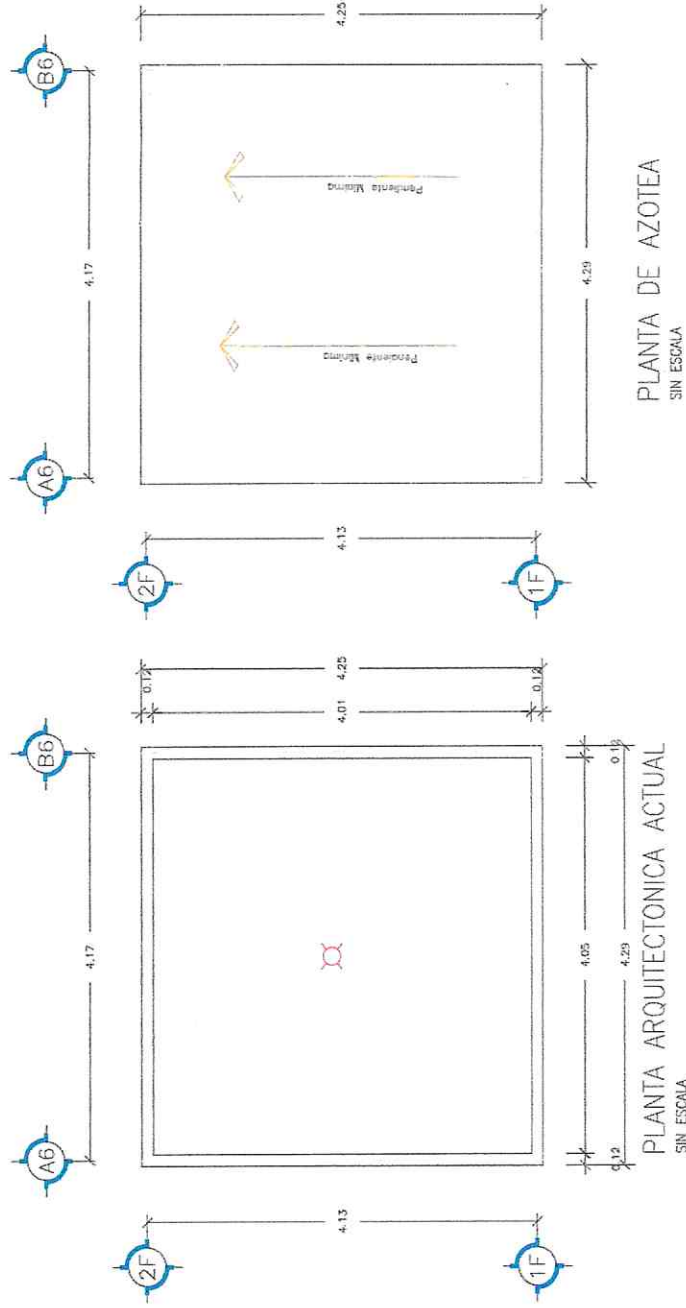 A6
B6
4.17
2F
1F
4.13
0.12
4.01
4.25
0.12
0.12
4.05
0.12
4.29
PLANTA ARQUITECTONICA ACTUAL
SIN ESCALA
A6
B6
4.17
2F
1F
4.13
4.25
Pendiente Minima
Pendiente Minima
4.29
PLANTA DE AZOTEA
SIN ESCALA